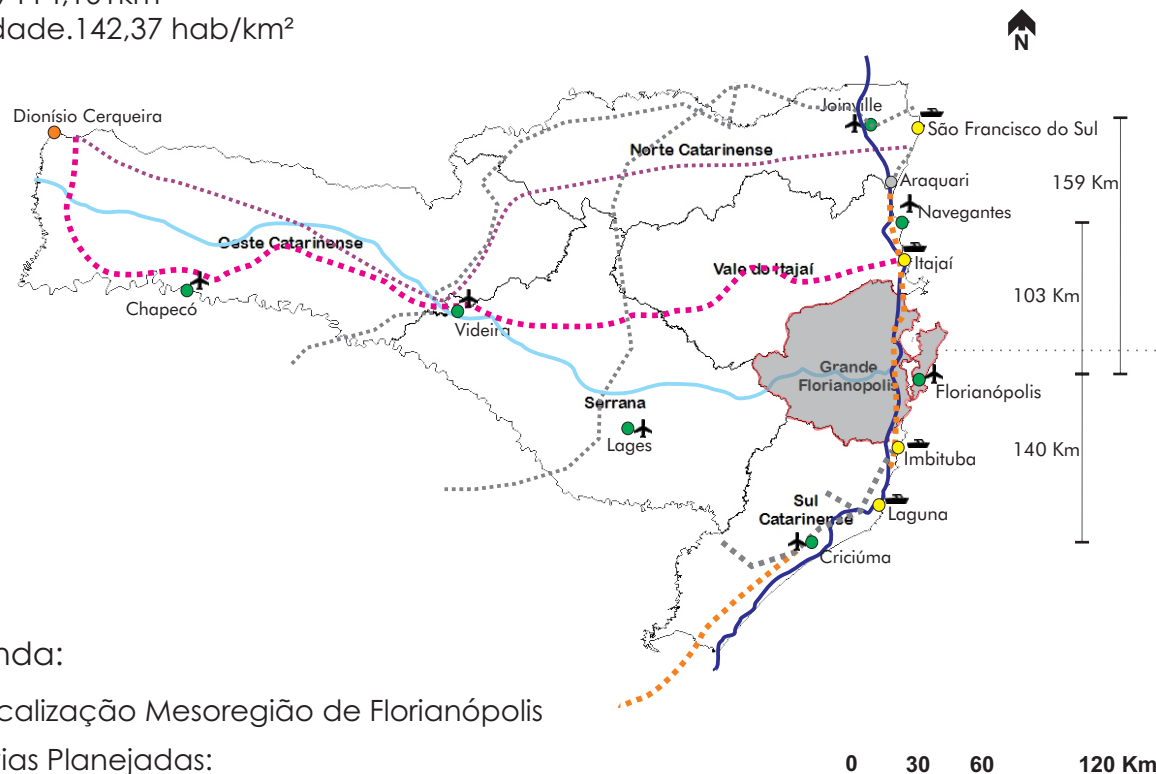 dade.142,37 hab/km²
N
Joinville
Dionísio Cerqueira
São Francisco do Sul
Norte Catarinense
Araquari
159 Km
Navegantes
Oeste Catarinense
Itajaí
Vale do Itajaí
Chapecó
103 Km
Videira
Grande
Florianopolis
Florianópolis
Serrana
Lages
140 Km
Imbituba
Sul
Catarinense
Laguna
Criciúma
nda:
calização Mesoregião de Florianópolis
rias Planejadas:
0 30 60 120 Km